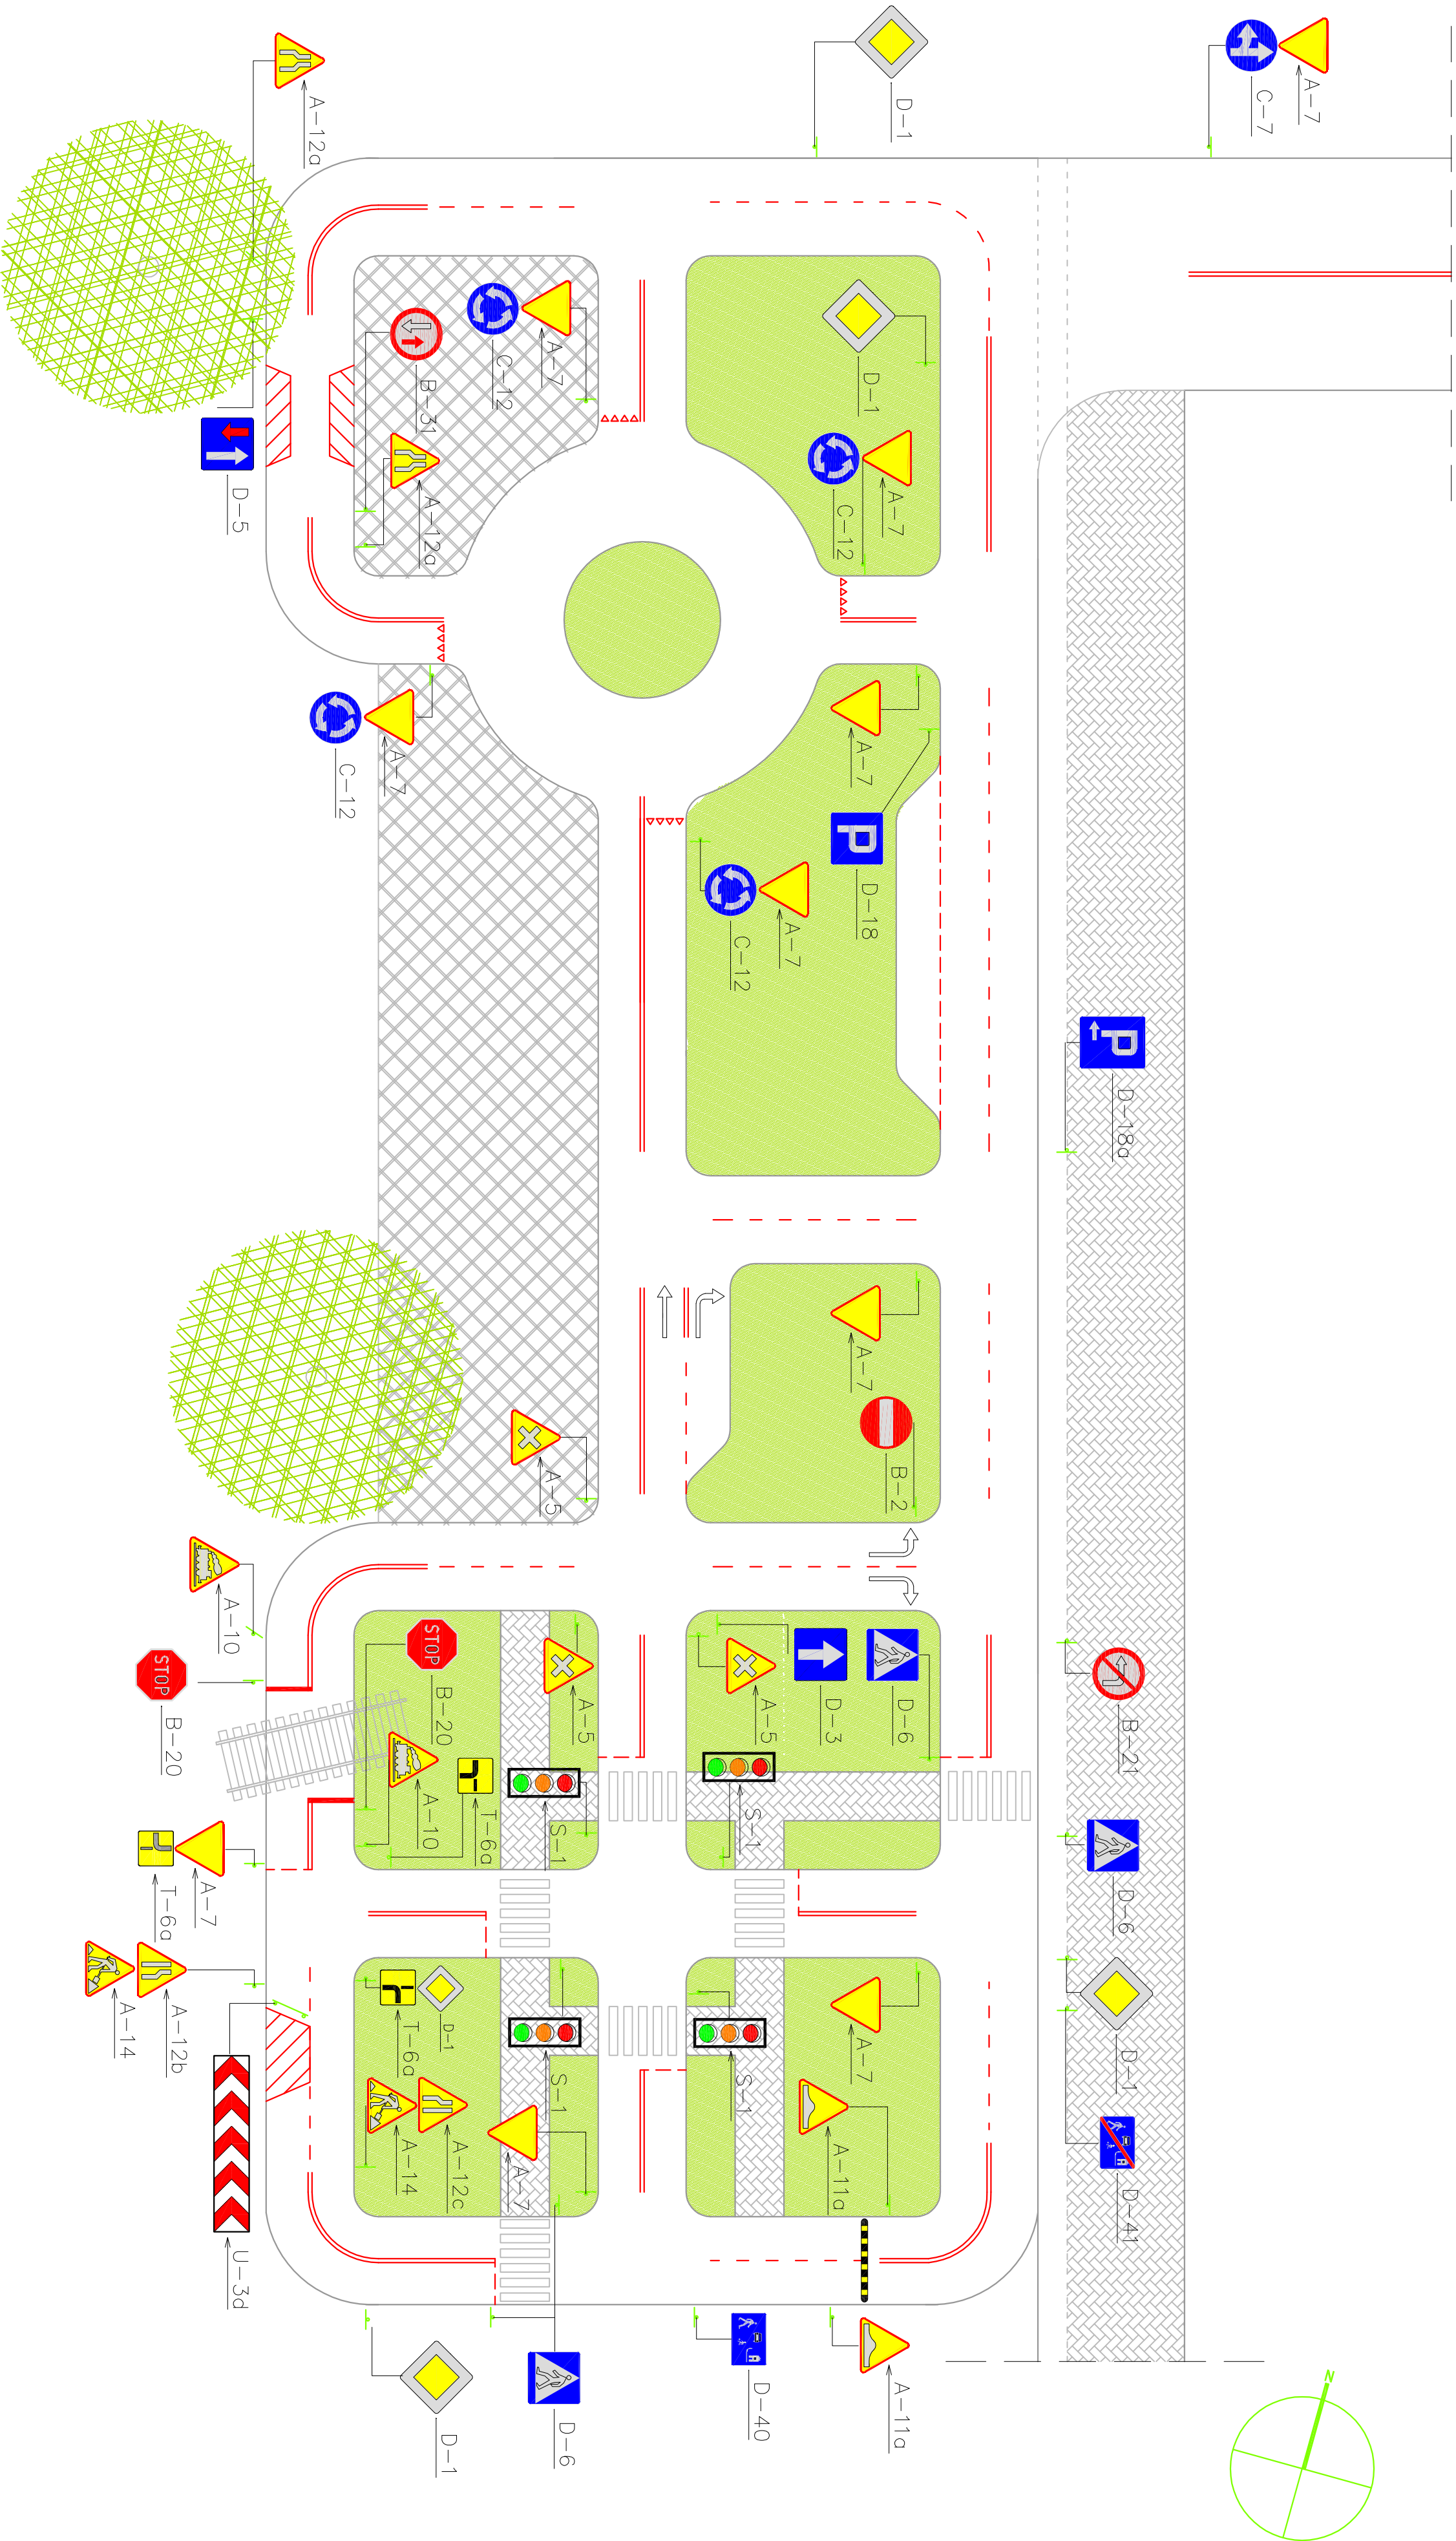 A-7
C-7
P
D-18a
B-21
D-6
D-1
D-41
N
D-1
D-1
A-7
C-12
A-7
P
D-18
A-7
C-12
A-7
B-2
D-6
D-3
A-5
S-1
A-7
A-11a
S-1
A-11a
D-40
A-12a
A-7
C-12
B-31
A-12a
D-5
A-7
C-12
A-5
A-5
STOP
B-20
A-10
T-6a
S-1
S-1
D-1
T-6a
A-12c
A-14
A-7
D-6
D-1
A-10
STOP
B-20
A-7
T-6a
A-12b
A-14
U-3d